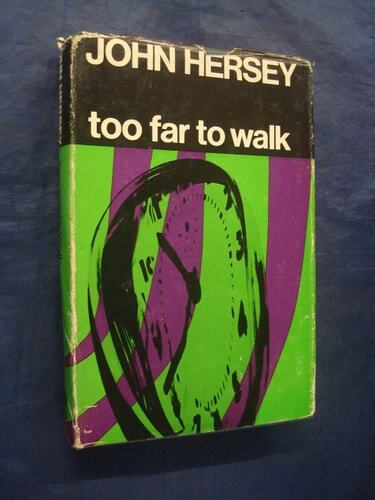 JOHN HERSEY
too far to walk